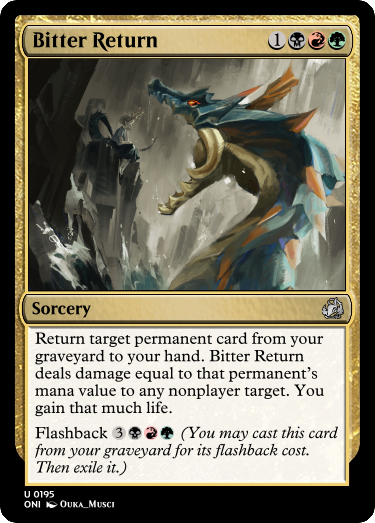 Bitter Return 1
Sorcery
Return target permanent card from your
graveyard to your hand. Bitter Return
deals damage equal to that permanent's
mana value to any nonplayer target. You
gain that much life.
Flashback 3 (You may cast this card
from your graveyard for its flashback cost.
Then exile it.)
U 0195
ONI Ouka_Musci